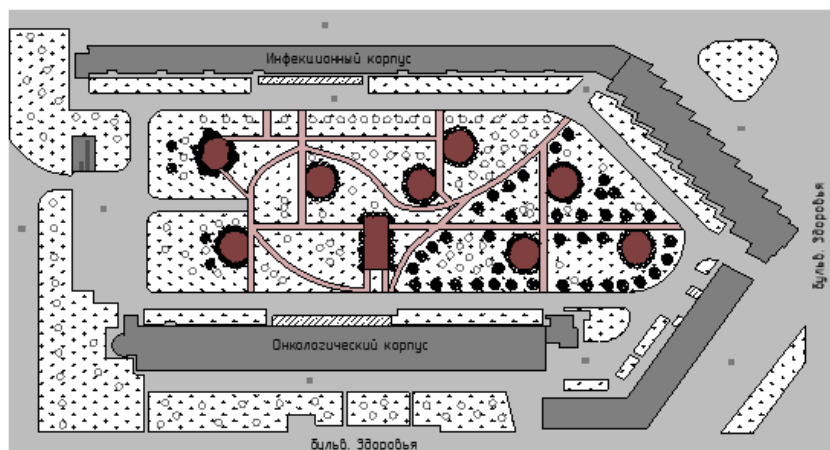 Инфекционный корпус
бульв. Здоровья
Онкологический корпус
бульв. Здоровья